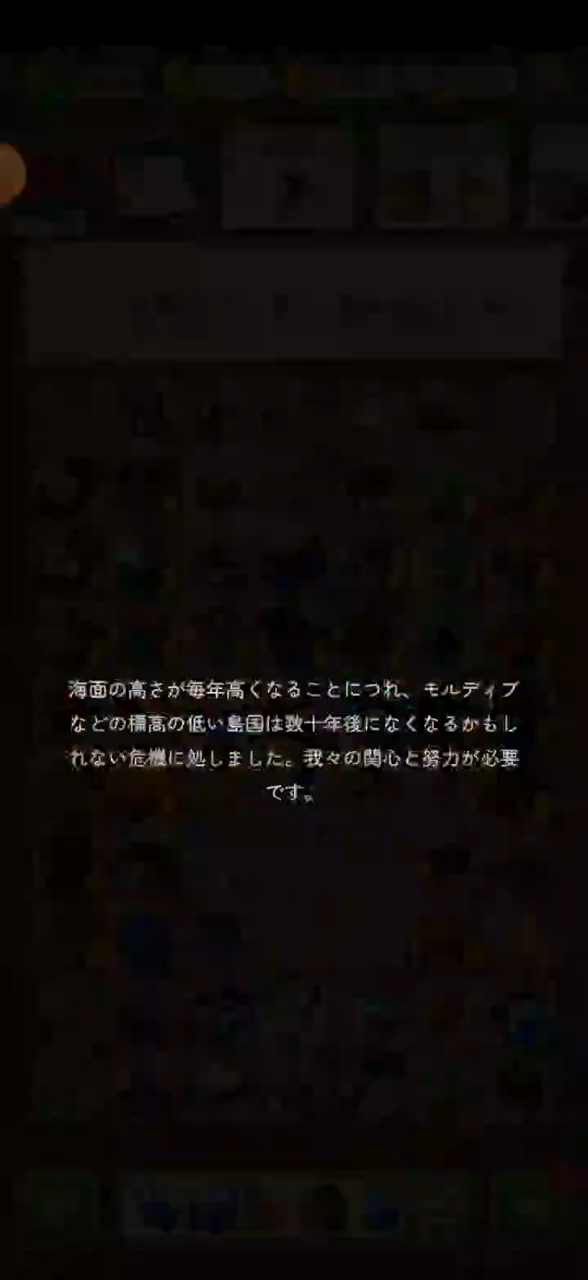 海面の高さが毎年高くなることにつれ、モルディブ
などの標高の低い島国は数十年後になくなるかもし
れない危機に処しました。我々の関心と努力が必要
です。